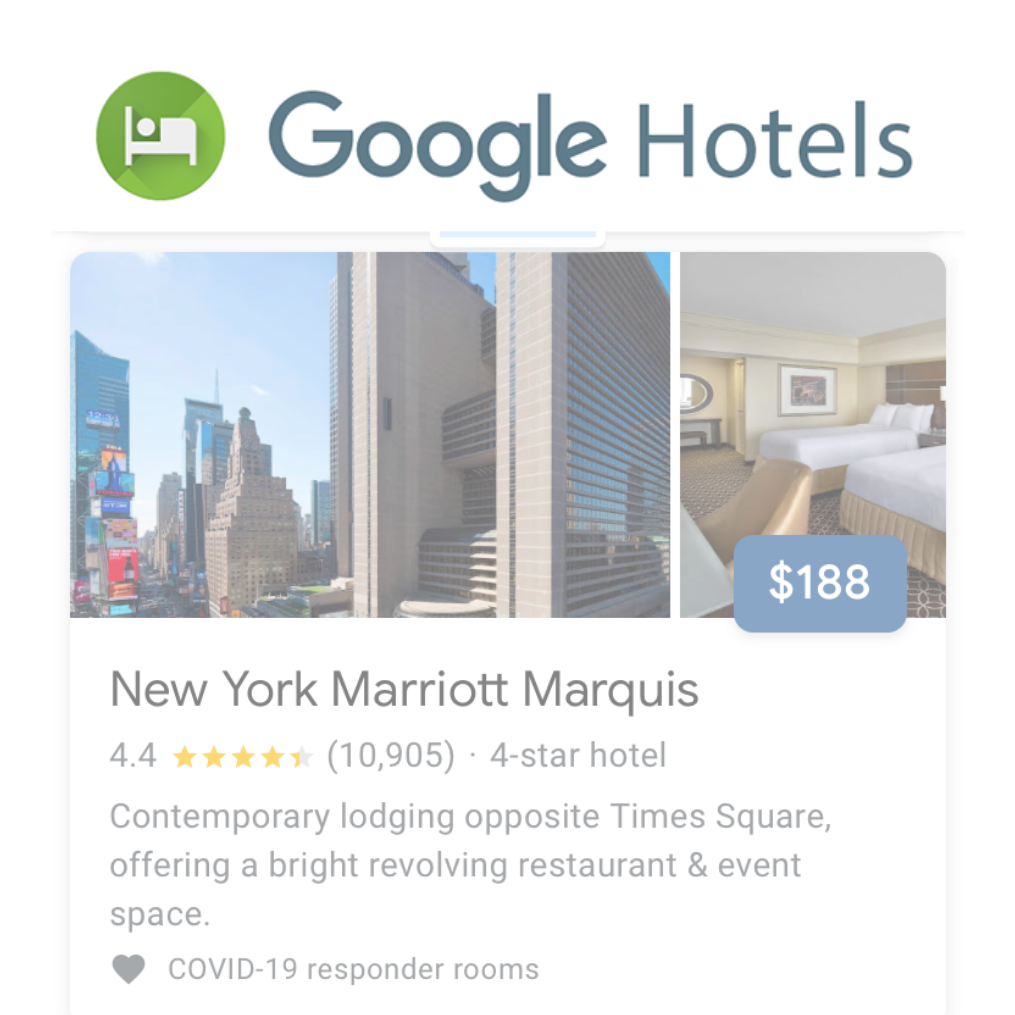 Google Hotels
$188
New York Marriott Marquis
4.4 (10,905) · 4-star hotel
Contemporary lodging opposite Times Square,
offering a bright revolving restaurant & event
space.
COVID-19 responder rooms